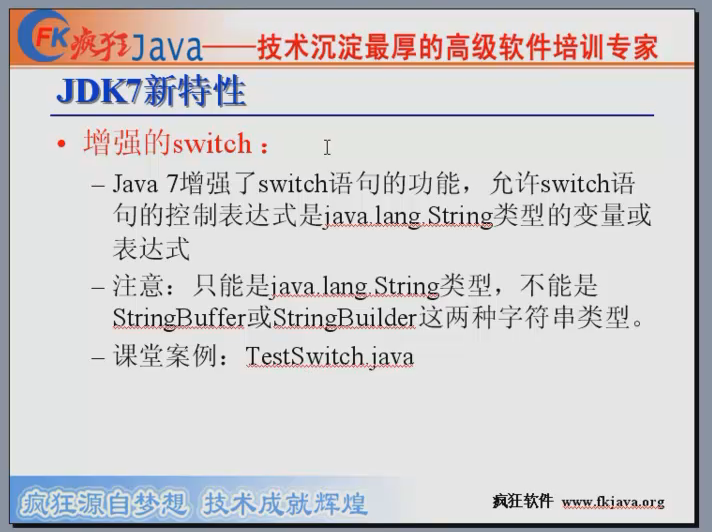 FK疯狂Java——技术沉淀最厚的高级软件培训专家
JDK7新特性
• 增强的switch：
– Java 7增强了switch语句的功能，允许switch语
句的控制表达式是java.lang.String类型的变量或
表达式
– 注意：只能是java.lang.String类型，不能是
StringBuffer或StringBuilder这两种字符串类型。
– 课堂案例：TestSwitch.java
疯狂源自梦想 技术成就辉煌
疯狂软件 www.fkjava.org